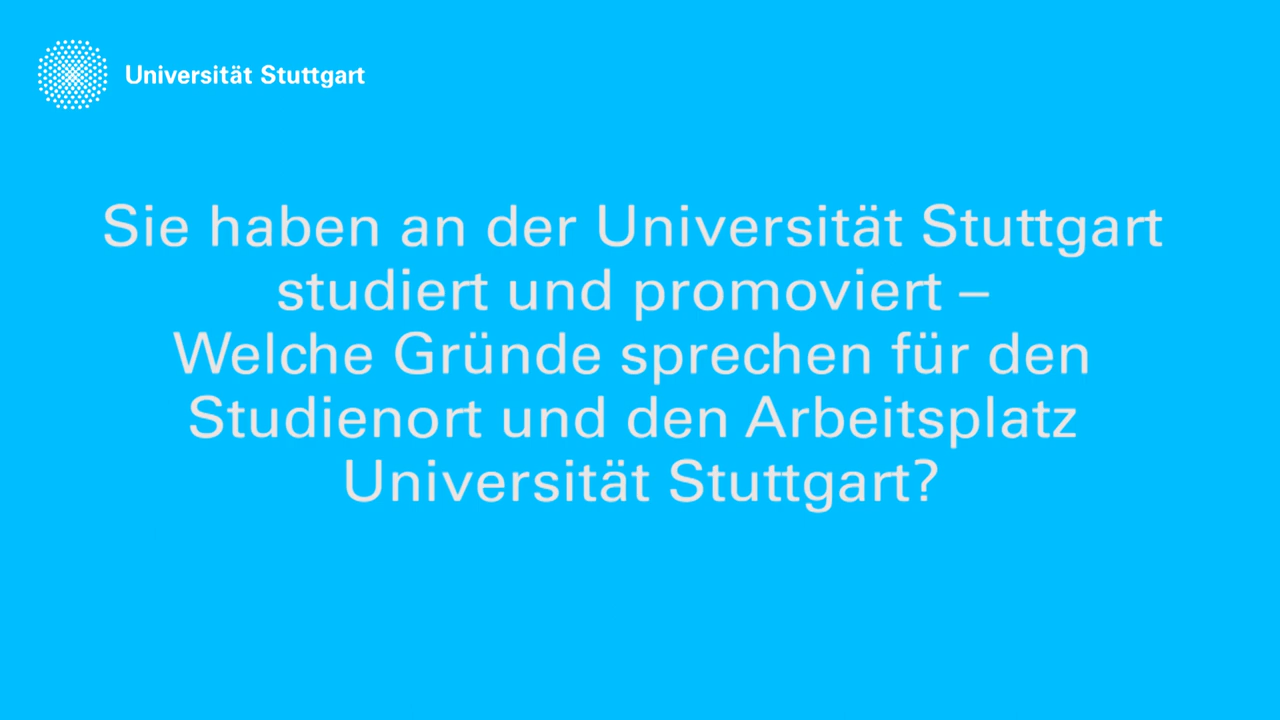 Universität Stuttgart
Sie haben an der Universität Stuttgart
studiert und promoviert –
Welche Gründe sprechen für den
Studienort und den Arbeitsplatz
Universität Stuttgart?